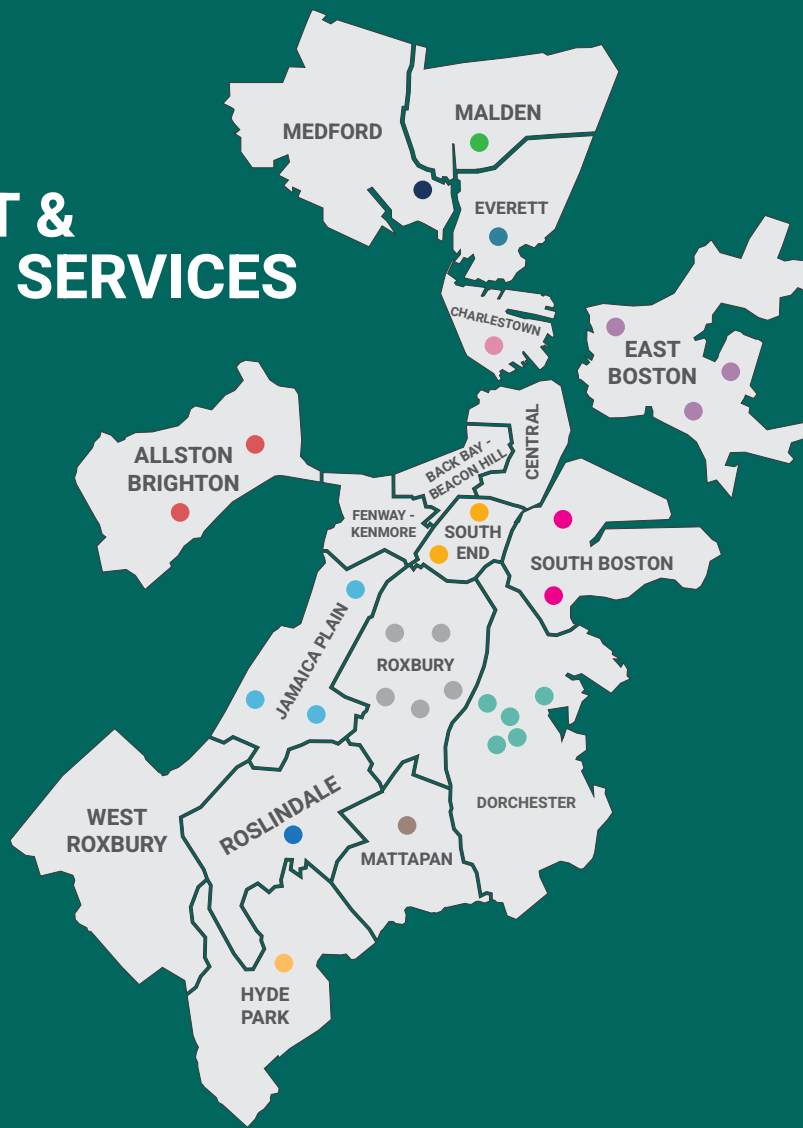 T &
SERVICES
MEDFORD
MALDEN
EVERETT
CHARLESTOWN
EAST
BOSTON
ALLSTON
BRIGHTON
BACK BAY -
BEACON HILL
CENTRAL
FENWAY -
KENMORE
SOUTH
END
SOUTH BOSTON
JAMAICA PLAIN
ROXBURY
WEST
ROXBURY
ROSLINDALE
DORCHESTER
MATTAPAN
HYDE
PARK